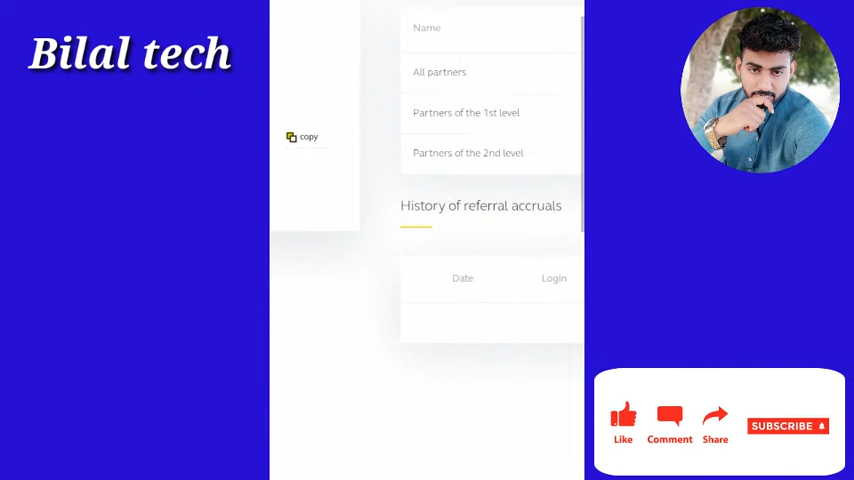 Bilal tech
copy
Name
All partners
Partners of the 1st level
Partners of the 2nd level
History of referral accruals
Date Login
Like Comment Share SUBSCRIBE